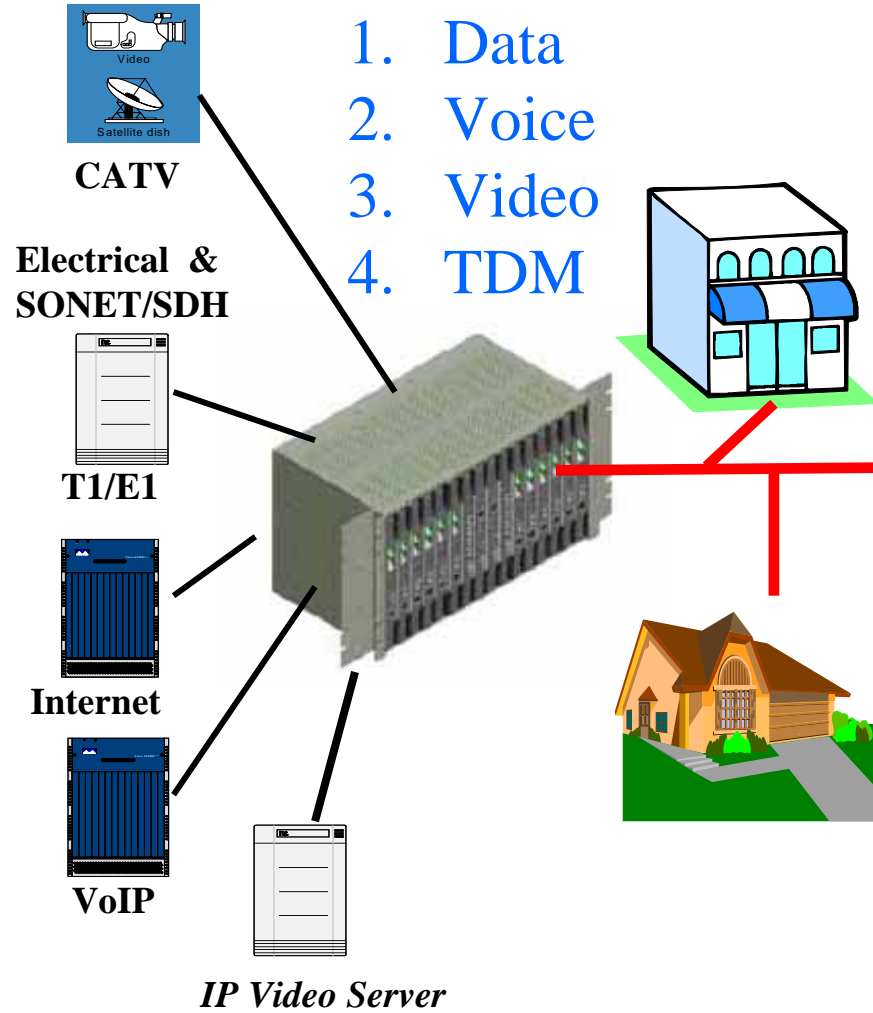 Video
Satellite dish
CATV
1. Data
2. Voice
3. Video
4. TDM
Electrical &
SONET/SDH
T1/E1
Internet
VoIP
IP Video Server